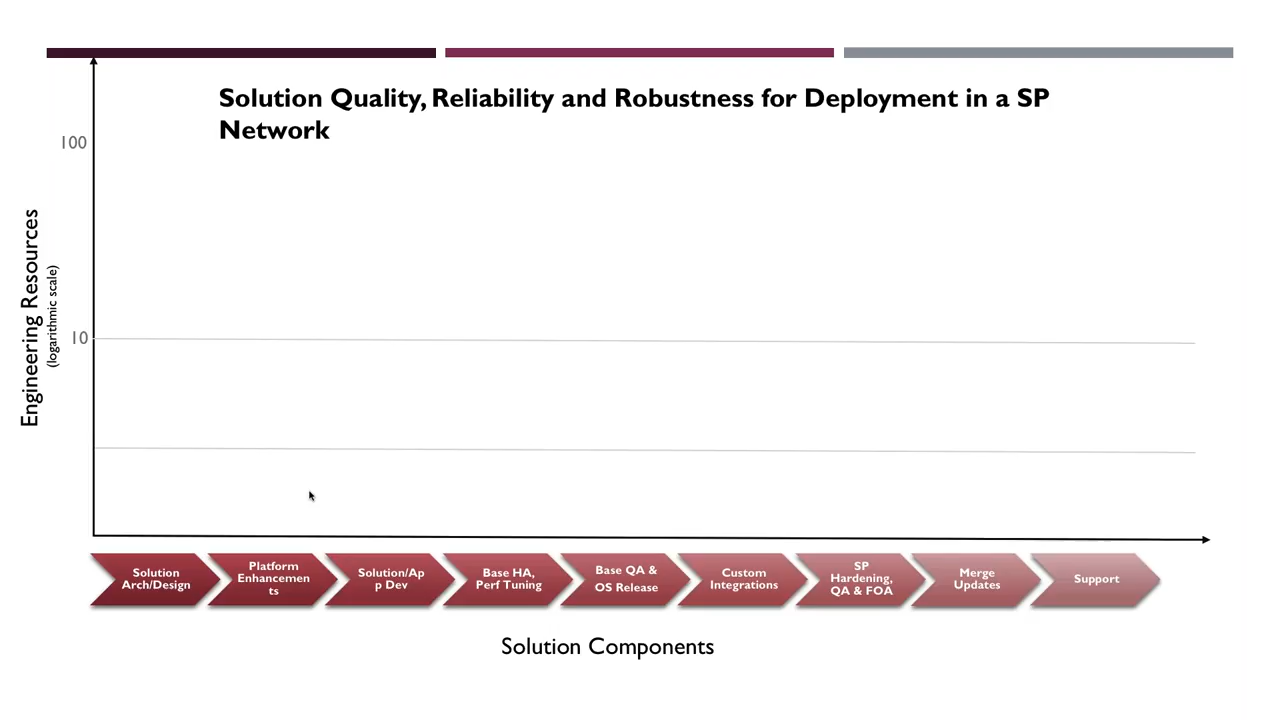 Solution Quality, Reliability and Robustness for Deployment in a SP
Network
100
10
Engineering Resources
(logarithmic scale)
Solution
Arch/Design
Platform
Enhancemen
ts
Solution/Ap
p Dev
Base HA,
Perf Tuning
Base QA &
OS Release
Custom
Integrations
SP
Hardening,
QA & FOA
Merge
Updates
Support
Solution Components